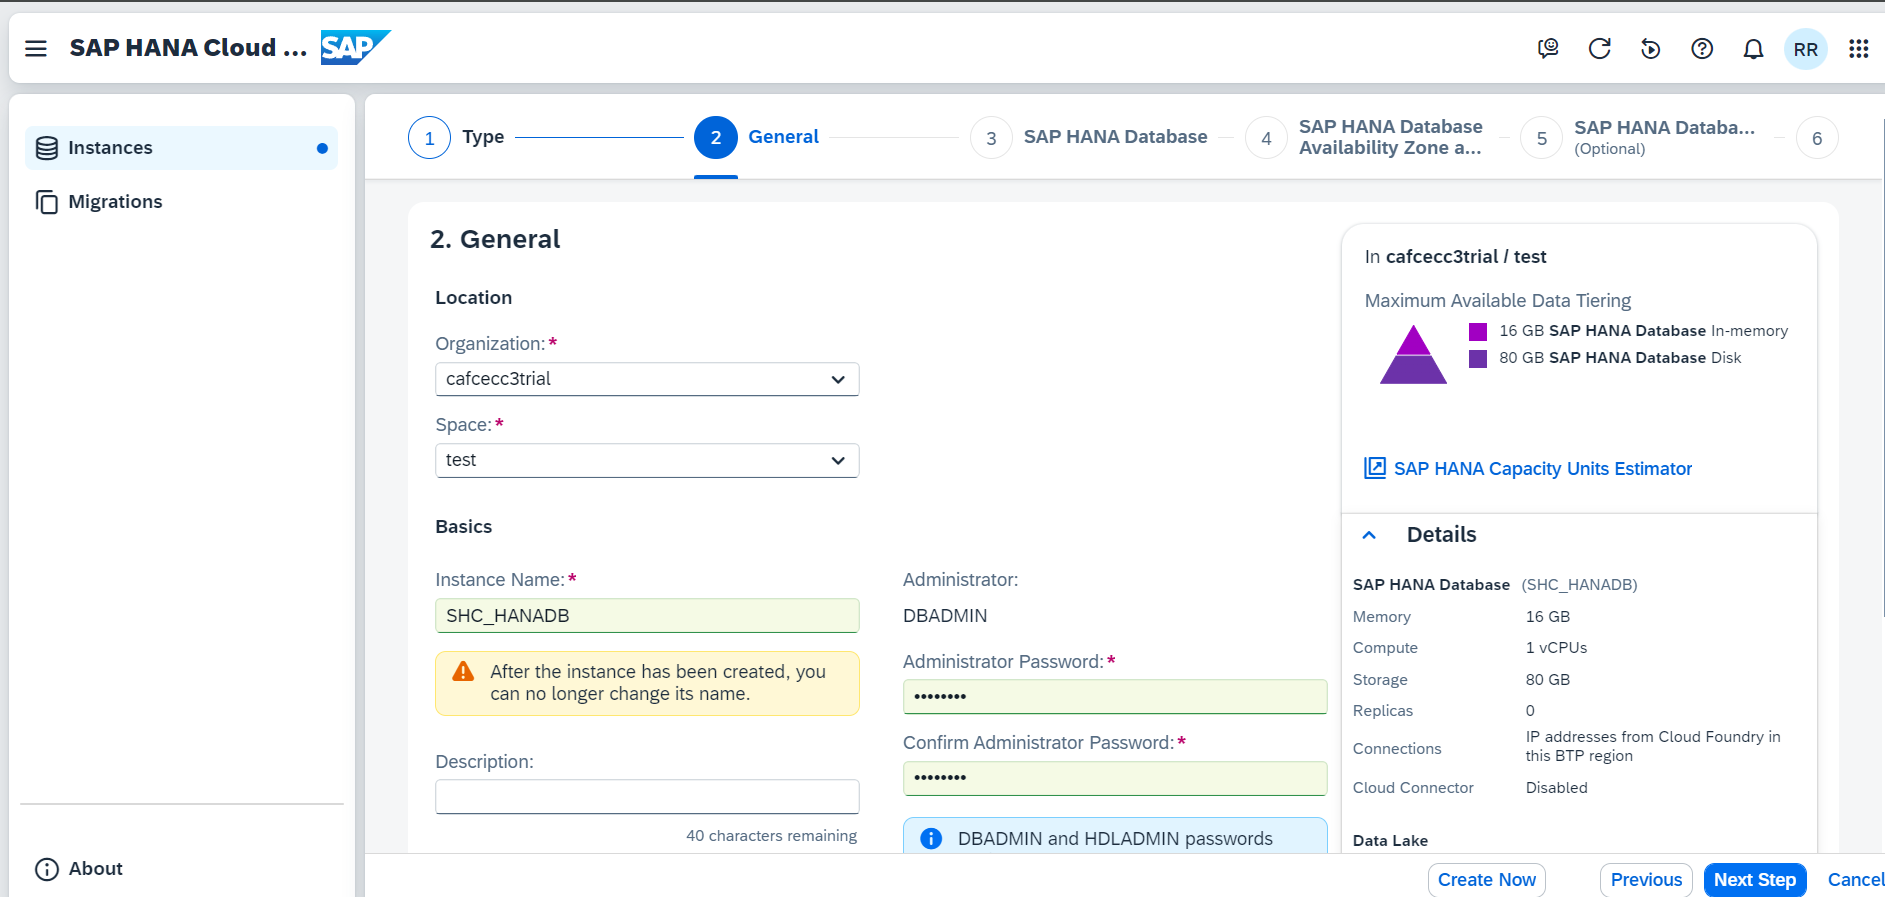 SAP HANA Cloud ...
SAP
RR
Instances
Migrations
About
1 Type
2 General
3 SAP HANA Database
4 SAP HANA Database
Availability Zone a...
5 SAP HANA Databa...
(Optional)
6
2. General
Location
Organization:*
cafcecc3trial
Space:*
test
Basics
Instance Name:*
SHC_HANADB
After the instance has been created, you
can no longer change its name.
Description:
40 characters remaining
Administrator:
DBADMIN
Administrator Password:*
••••••••
Confirm Administrator Password:*
••••••••
DBADMIN and HDLADMIN passwords
In cafcecc3trial / test
Maximum Available Data Tiering
16 GB SAP HANA Database In-memory
80 GB SAP HANA Database Disk
SAP HANA Capacity Units Estimator
Details
SAP HANA Database (SHC_HANADB)
Memory 16 GB
Compute 1 vCPUs
Storage 80 GB
Replicas 0
Connections IP addresses from Cloud Foundry in
this BTP region
Cloud Connector Disabled
Data Lake
Create Now
Previous
Next Step
Cancel